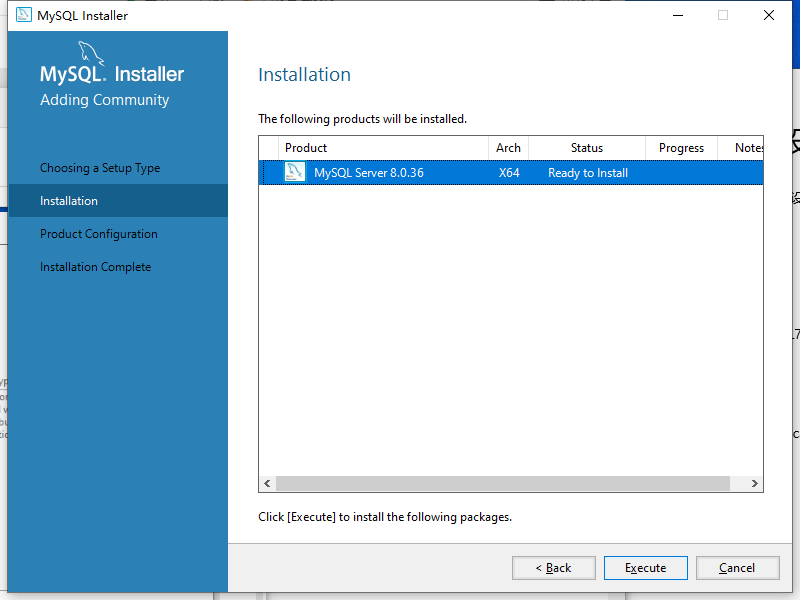 MySQL Installer
MySQL. Installer
Adding Community
Choosing a Setup Type
Installation
Product Configuration
Installation Complete
Installation
The following products will be installed.
Product Arch Status Progress Notes
MySQL Server 8.0.36 X64 Ready to Install
Click [Execute] to install the following packages.
< Back Execute Cancel